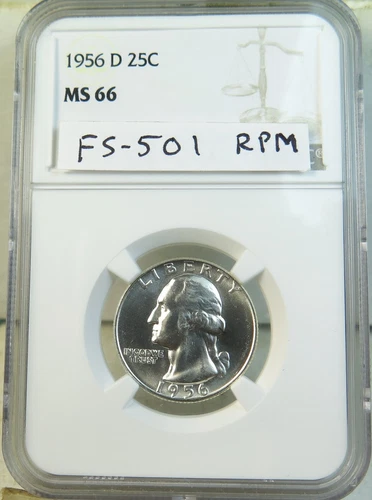 1956 D 25C
MS 66
FS-501 RPM
LIBERTY
IN GOD WE
TRUST
1956